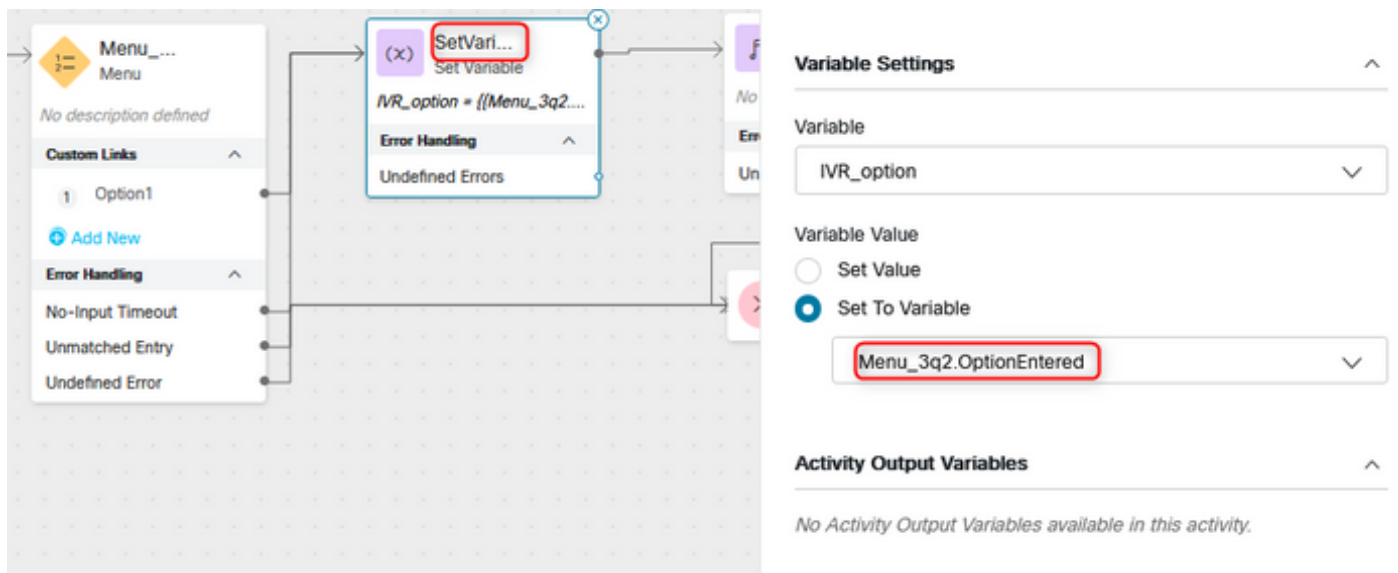 Menu_...
Menu
No description defined
Custom Links
1 Option1
Add New
Error Handling
No-Input Timeout
Unmatched Entry
Undefined Error
SetVari...
Set Variable
IVR_option = {{Menu_3q2....
Error Handling
Undefined Errors
No
Un
Variable Settings
Variable
IVR_option
Variable Value
Set Value
Set To Variable
Menu_3q2.OptionEntered
Activity Output Variables
No Activity Output Variables available in this activity.